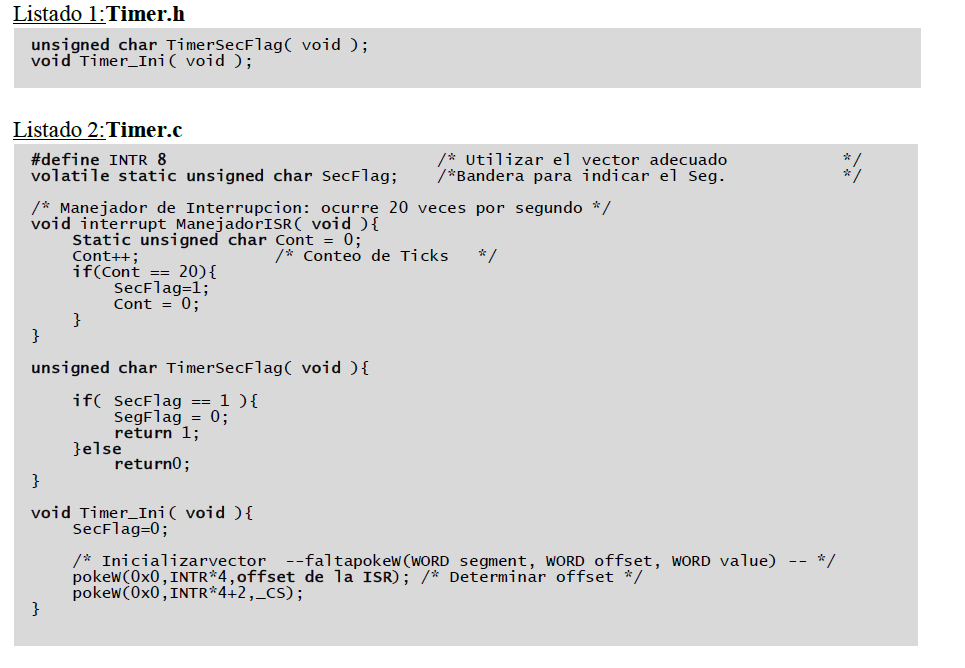 Listado 1:Timer.h
unsigned char TimerSecFlag( void );
void Timer_Ini( void );
Listado 2:Timer.c
#define INTR 8                             /* Utilizar el vector adecuado            */
volatile static unsigned char SecFlag;    /*Bandera para indicar el Seg.            */
/* Manejador de Interrupcion: ocurre 20 veces por segundo */
void interrupt ManejadorISR( void ){
    Static unsigned char Cont = 0;
    Cont++;              /* Conteo de Ticks   */
    if(Cont == 20){
        SecFlag=1;
        Cont = 0;
    }
}
unsigned char TimerSecFlag( void ){
    if( SecFlag == 1 ){
        SegFlag = 0;
        return 1;
    }else
        return0;
}
void Timer_Ini( void ){
    SecFlag=0;
    /* Inicializarvector  --faltapokeW(WORD segment, WORD offset, WORD value) -- */
    pokeW(0x0,INTR*4,offset de la ISR); /* Determinar offset */
    pokeW(0x0,INTR*4+2,_CS);
}